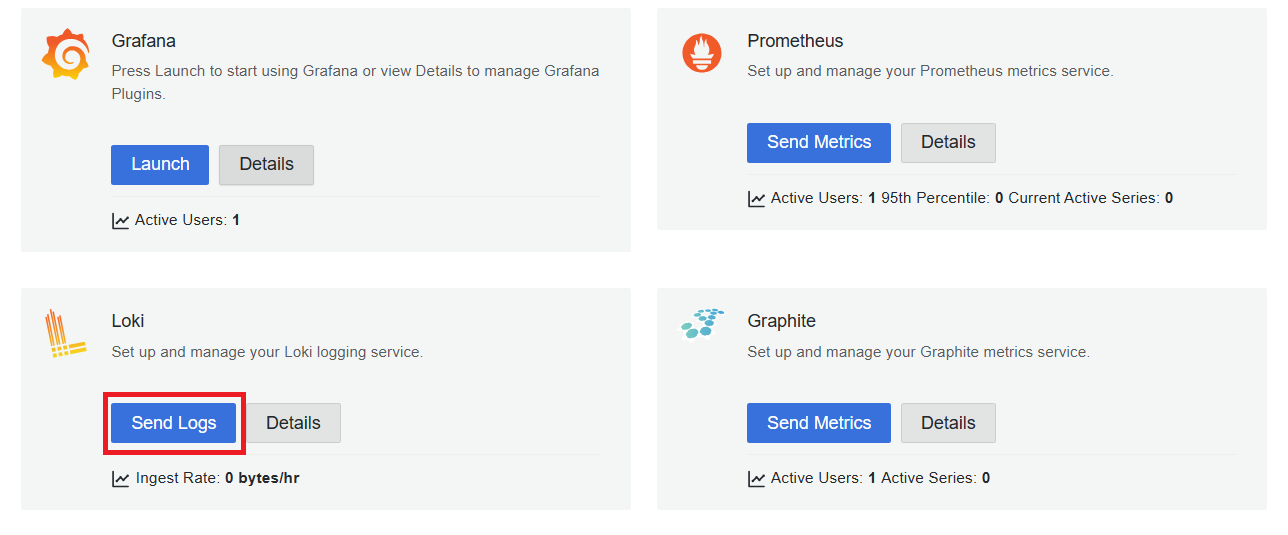 Grafana
Press Launch to start using Grafana or view Details to manage Grafana
Plugins.
Launch
Details
Active Users: 1
Prometheus
Set up and manage your Prometheus metrics service.
Send Metrics
Details
Active Users: 1 95th Percentile: 0 Current Active Series: 0
Loki
Set up and manage your Loki logging service.
Send Logs
Details
Ingest Rate: 0 bytes/hr
Graphite
Set up and manage your Graphite metrics service.
Send Metrics
Details
Active Users: 1 Active Series: 0